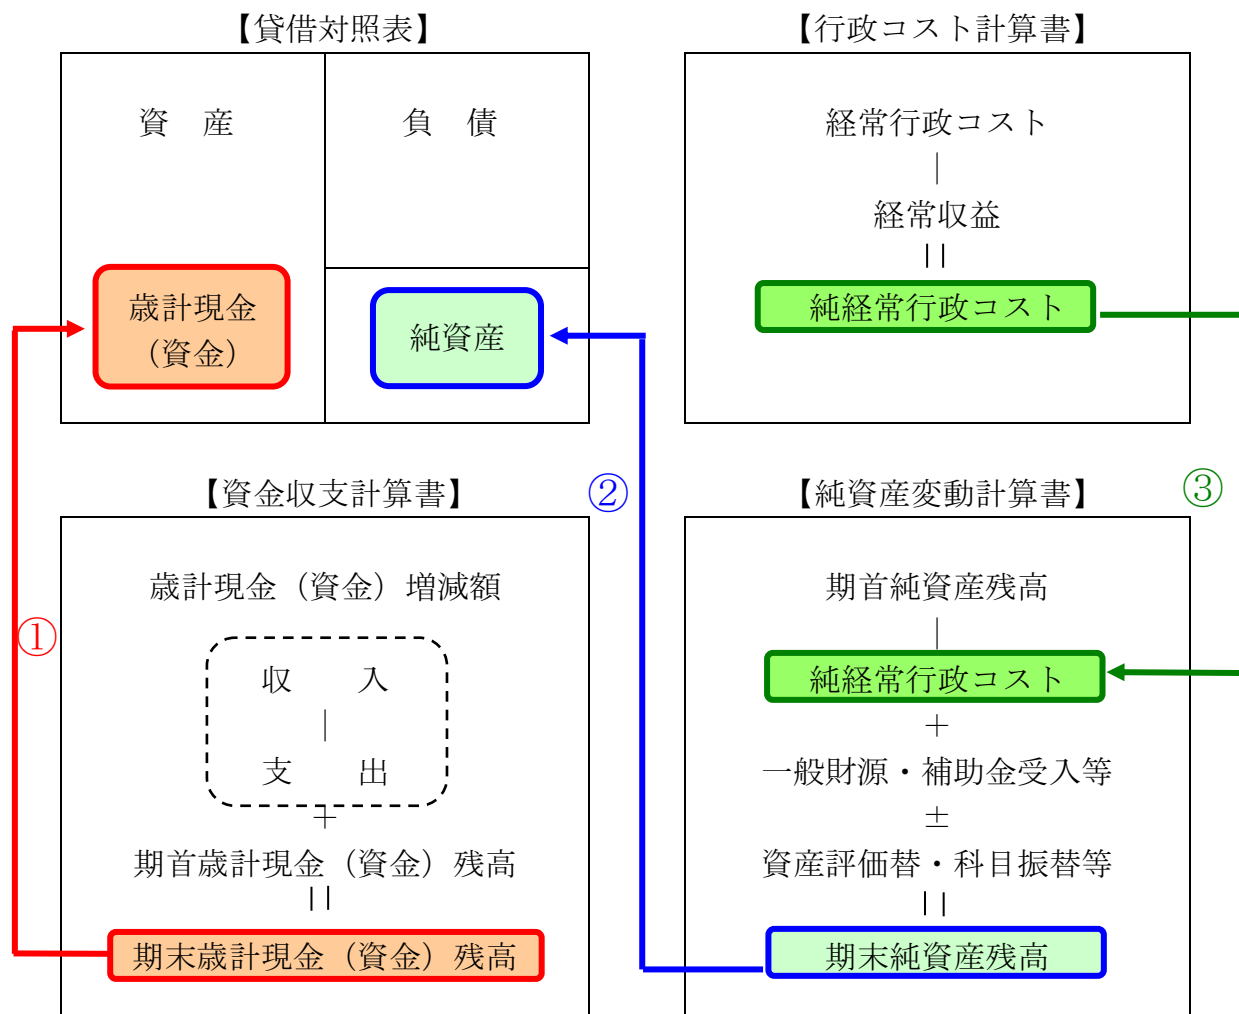 【貸借対照表】
資　産
負　債
歳計現金
（資金）
純資産
【行政コスト計算書】
経常行政コスト
｜
経常収益
||
純経常行政コスト
【資金収支計算書】
歳計現金（資金）増減額
収　　入
｜
支　　出
＋
期首歳計現金（資金）残高
||
期末歳計現金（資金）残高
①
②
【純資産変動計算書】
③
期首純資産残高
｜
純経常行政コスト
＋
一般財源・補助金受入等
±
資産評価替・科目振替等
||
期末純資産残高